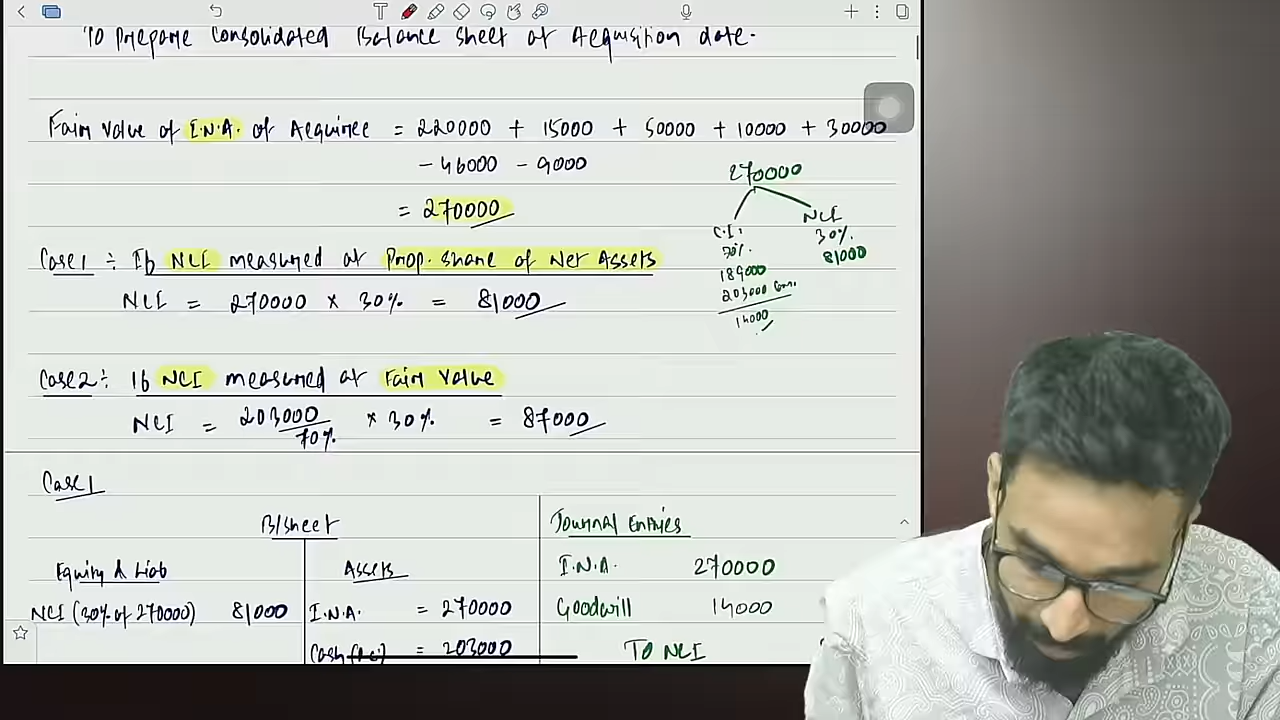 To Prepare Consolidated Balance sheet at Acquisition date.
Fair Value of I.N.A. of Acquiree = 220000 + 15000 + 50000 + 10000 + 30000
- 46000 - 9000
= 270000
270000
C.I. NCI
70% 30%
189000 81000
203000 Con.
14000
Case 1 ÷ If NCI measured at Prop. share of Net Assets
NCI = 270000 × 30% = 81000
Case 2 ÷ If NCI measured at Fair Value
NCI = 203000/70% × 30% = 87000
Case 1
B/sheet
Equity & Liab Assets
NCI (30% of 270000) 81000 I.N.A. = 270000
= 203000
Journal Entries
I.N.A. 270000
Goodwill 14000
To NCI